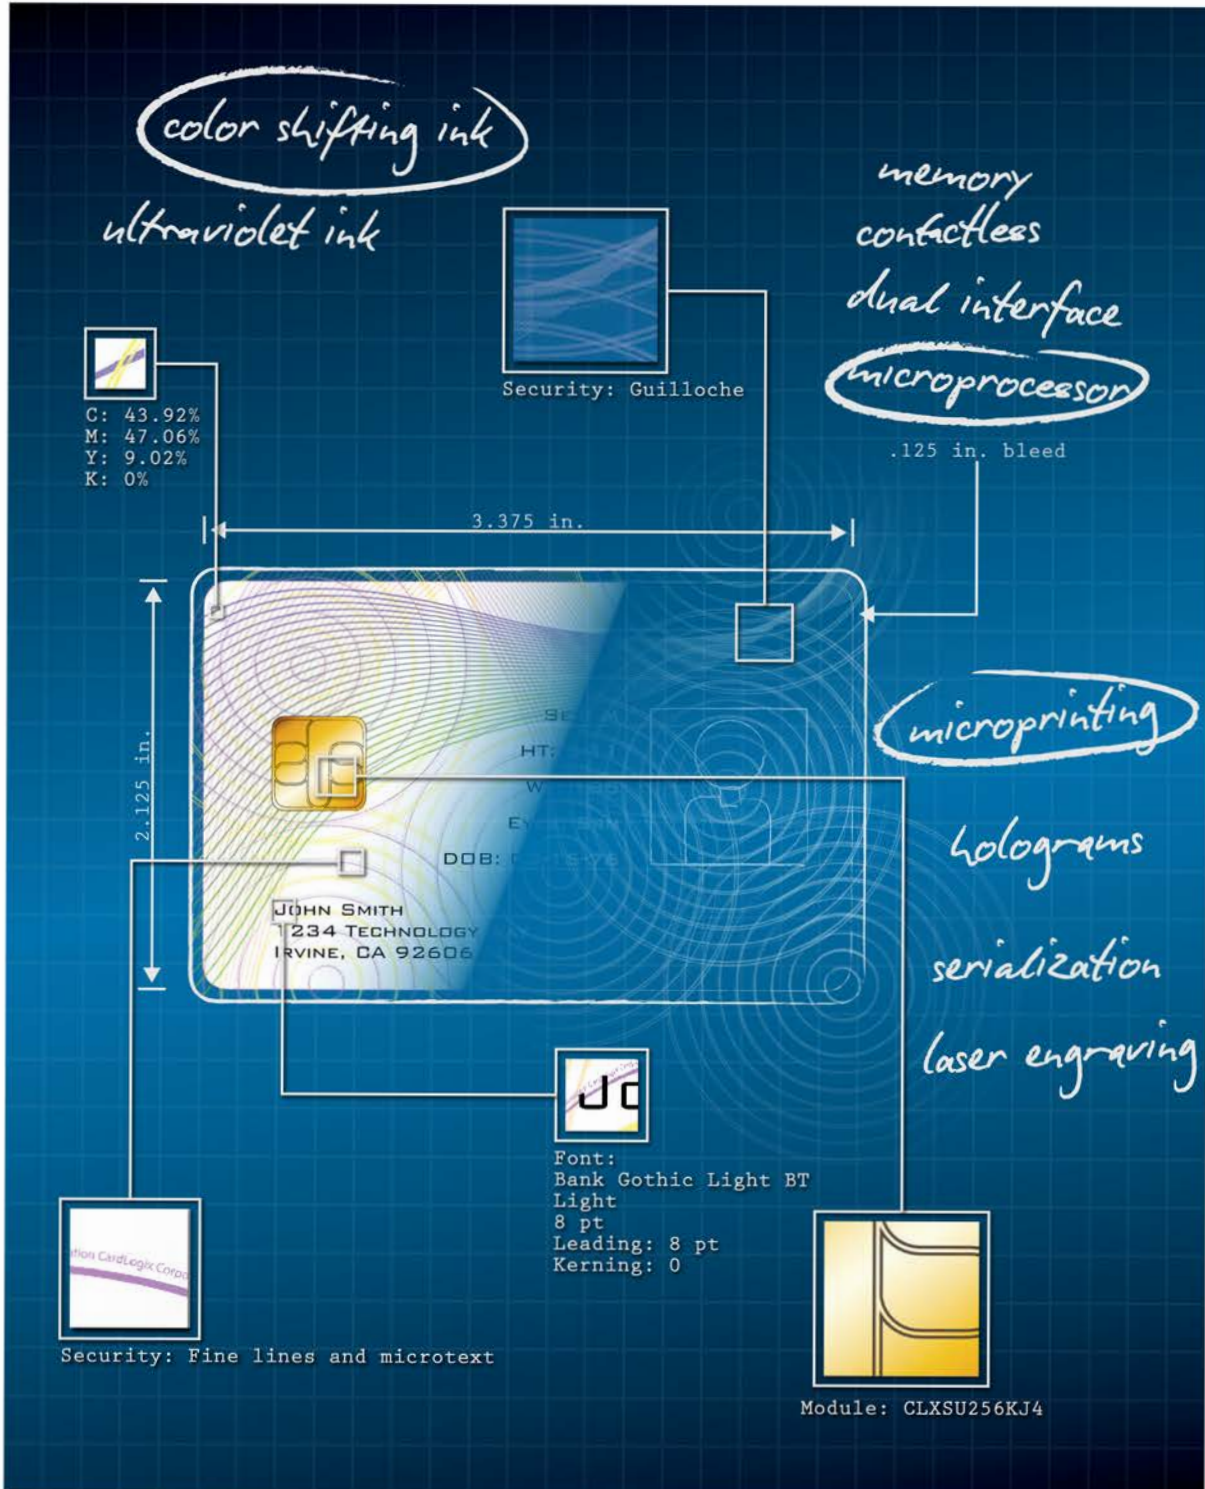 color shifting ink
ultraviolet ink
memory
contactless
dual interface
microprocessor
Security: Guilloche
C: 43.92%
M: 47.06%
Y: 9.02%
K: 0%
.125 in. bleed
3.375 in.
2.125 in.
microprinting
HT:
DOB:
holograms
JOHN SMITH
1234 TECHNOLOGY
IRVINE, CA 92606
serialization
laser engraving
Jo
Font:
Bank Gothic Light BT
Light
8 pt
Leading: 8 pt
Kerning: 0
ation CardLogix Corpo
Security: Fine lines and microtext
Module: CLXSU256KJ4